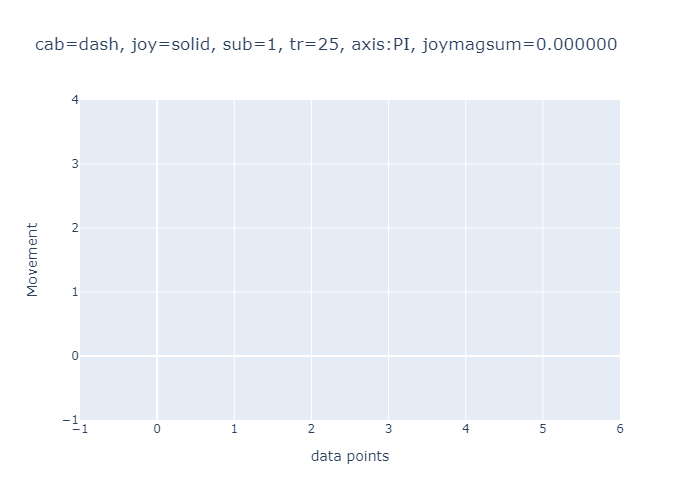 cab=dash, joy=solid, sub=1, tr=25, axis:PI, joymagsum=0.000000
4
3
2
1
0
−1
Movement
−1 0 1 2 3 4 5 6
data points